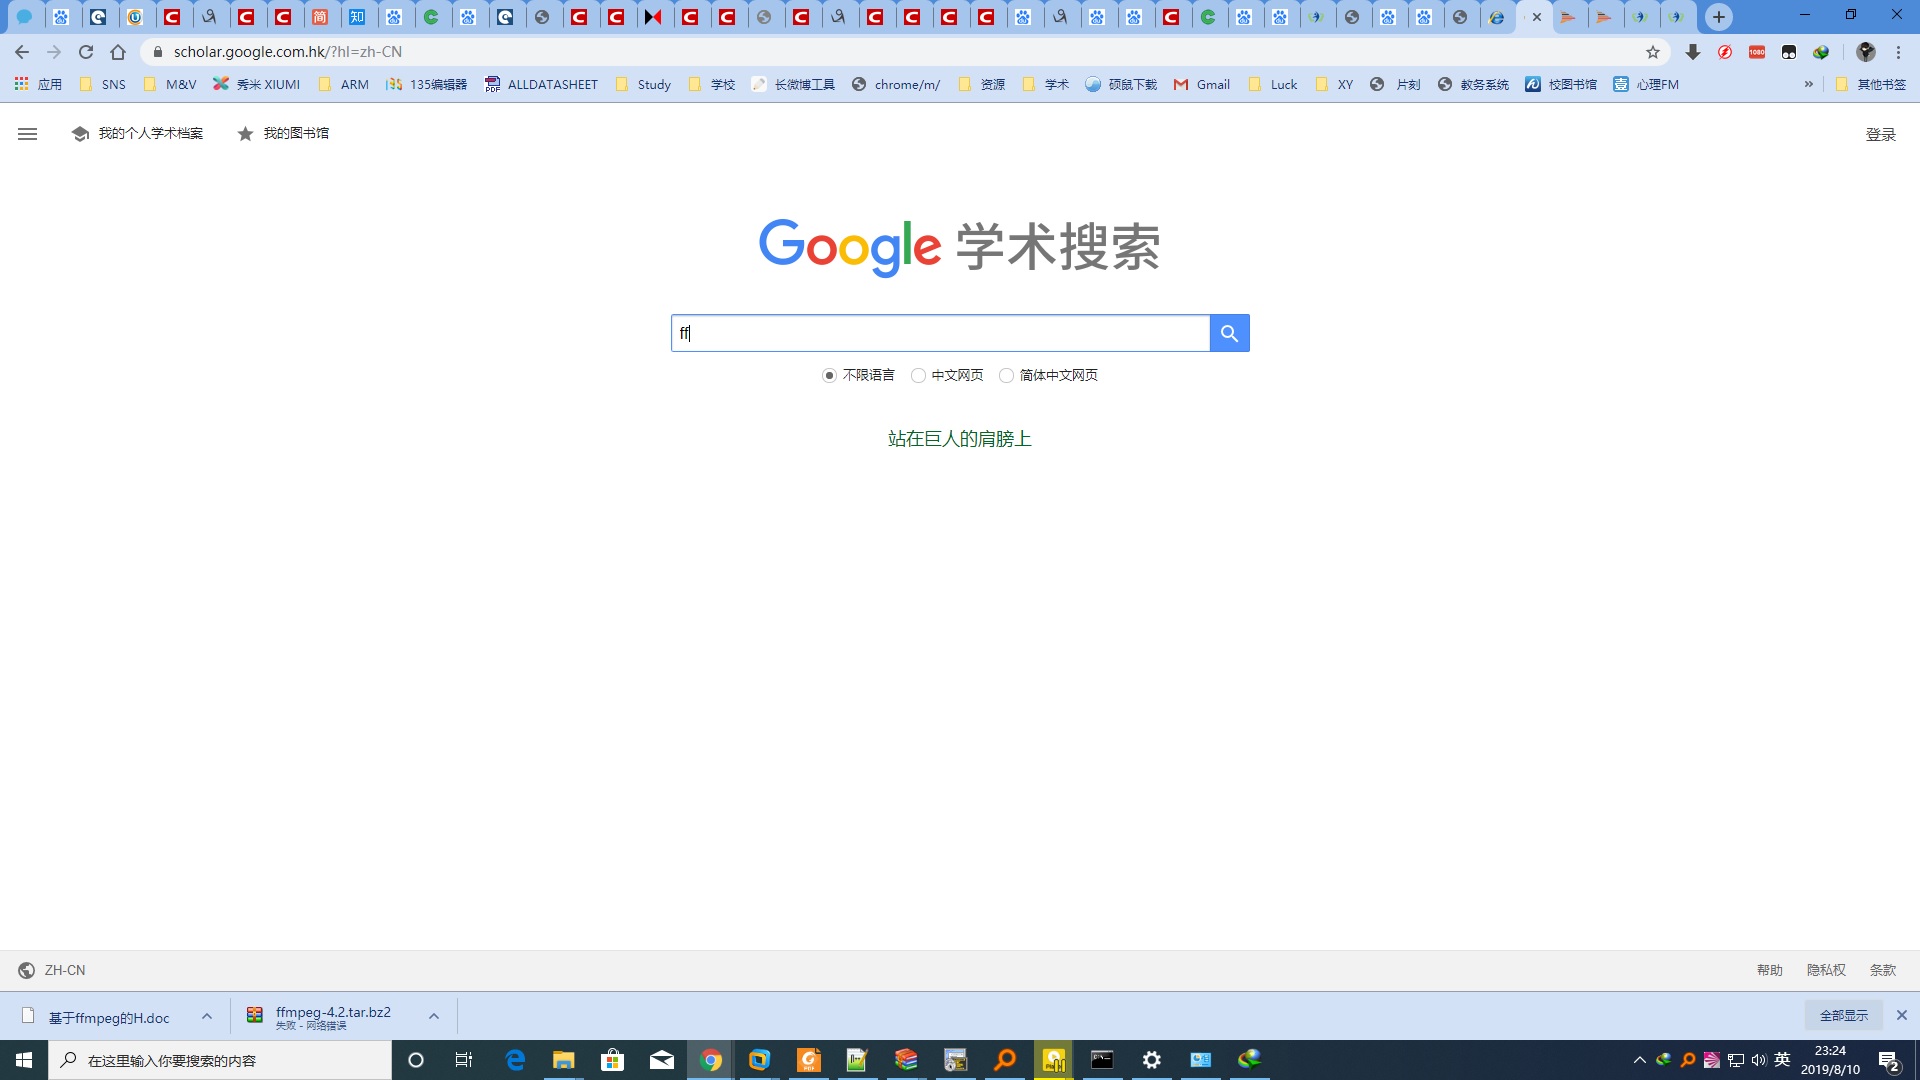 scholar.google.com.hk/?hl=zh-CN
应用 SNS M&V 秀米 XIUMI ARM 135编辑器 ALLDATASHEET Study 学校 长微博工具 chrome/m/ 资源 学术 硕鼠下载 Gmail Luck XY 片刻 教务系统 校图书馆 心理FM » 其他书签
我的个人学术档案 我的图书馆 登录
Google 学术搜索
ff
不限语言 中文网页 简体中文网页
站在巨人的肩膀上
ZH-CN 帮助 隐私权 条款
基于ffmpeg的H.doc ffmpeg-4.2.tar.bz2 全部显示
失败 - 网络错误
在这里输入你要搜索的内容 英 23:24
2019/8/10 2